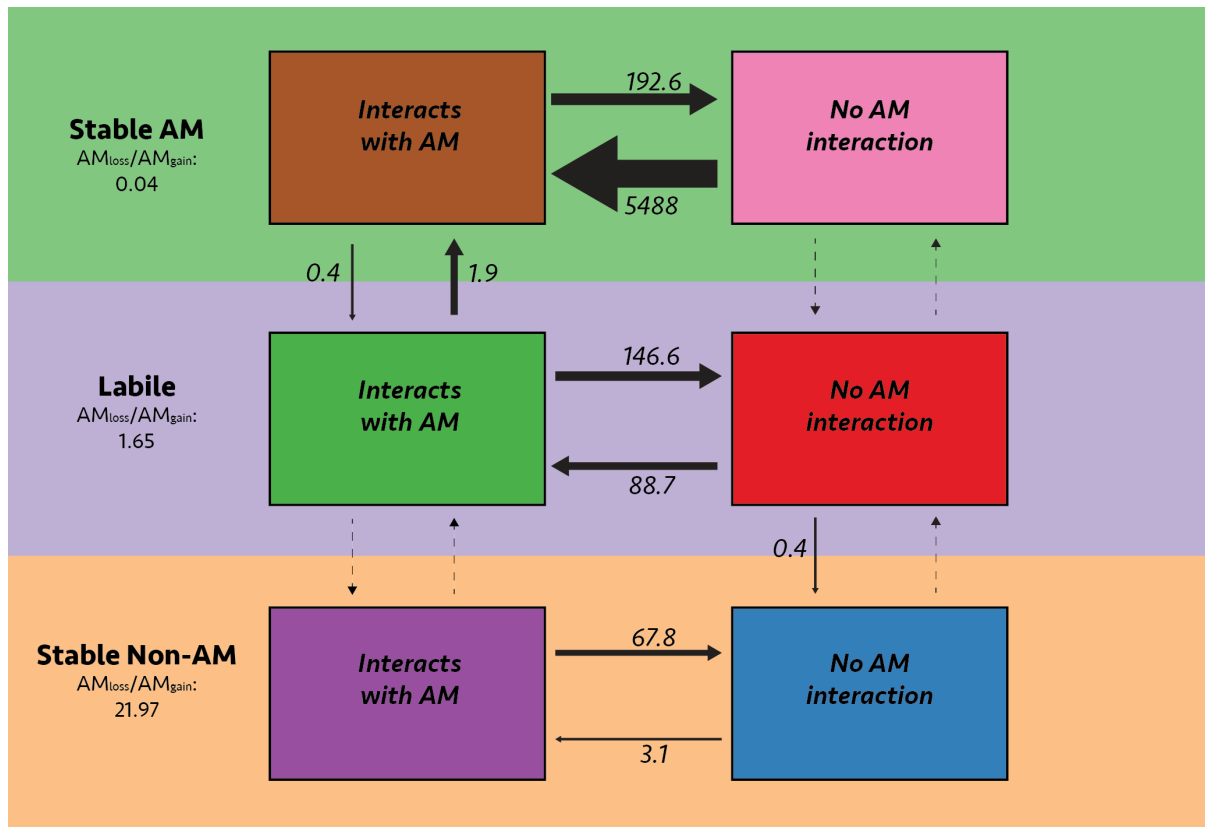 192.6
Interacts
with AM
No AM
interaction
Stable AM
AMloss/AMgain:
0.04
5488
0.4
1.9
146.6
Interacts
with AM
No AM
interaction
Labile
AMloss/AMgain:
1.65
88.7
0.4
67.8
Interacts
with AM
No AM
interaction
Stable Non-AM
AMloss/AMgain:
21.97
3.1